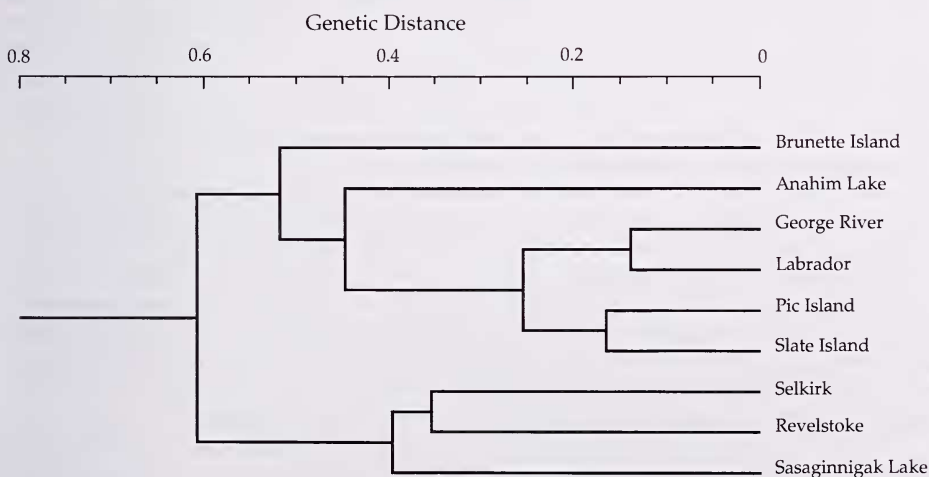 Genetic Distance
0.8 0.6 0.4 0.2 0
Brunette Island
Anahim Lake
George River
Labrador
Pic Island
Slate Island
Selkirk
Revelstoke
Sasaginnigak Lake